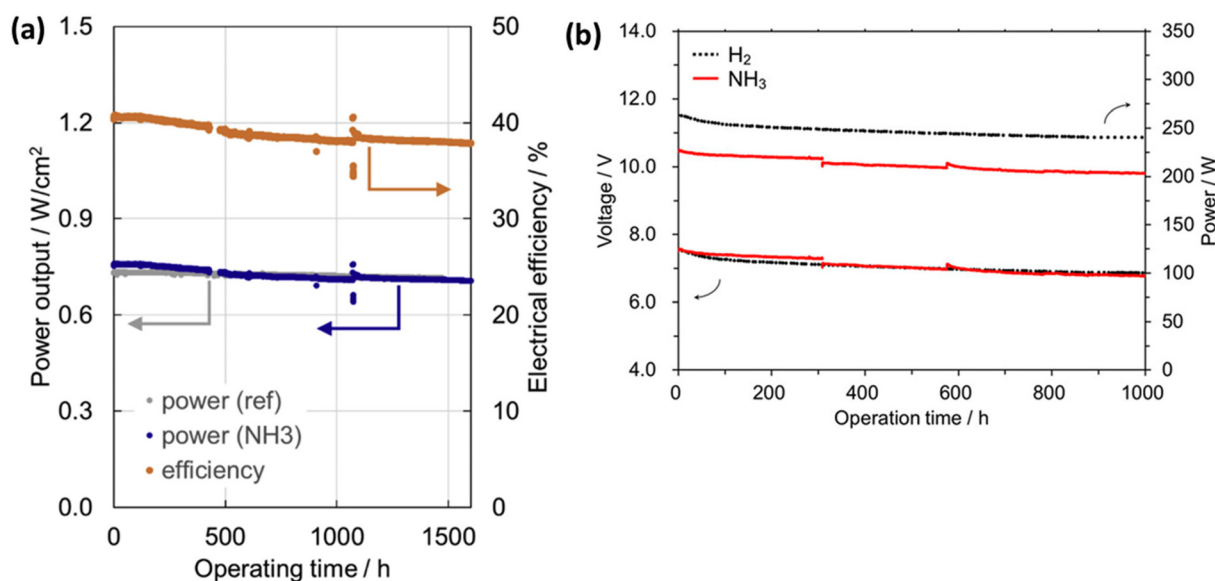 (a)
1.5
1.2
0.9
0.6
0.3
0.0
Power output / W/cm²
50
40
30
20
10
0
Electrical efficiency / %
power (ref)
power (NH3)
efficiency
0 500 1000 1500
Operating time / h
(b)
14.0
12.0
10.0
8.0
6.0
4.0
Voltage / V
H₂
NH₃
350
300
250
200
150
100
50
0
Power / W
0 200 400 600 800 1000
Operation time / h